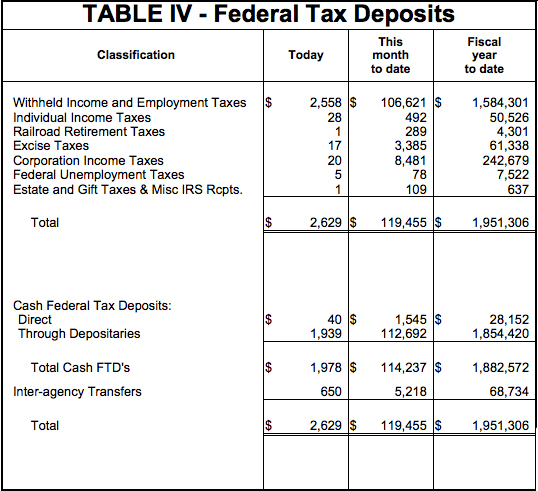 TABLE IV - Federal Tax Deposits
Classification Today This month to date Fiscal year to date
Withheld Income and Employment Taxes $ 2,558 $ 106,621 $ 1,584,301
Individual Income Taxes 28 492 50,526
Railroad Retirement Taxes 1 289 4,301
Excise Taxes 17 3,385 61,338
Corporation Income Taxes 20 8,481 242,679
Federal Unemployment Taxes 5 78 7,522
Estate and Gift Taxes & Misc IRS Rcpts. 1 109 637
Total $ 2,629 $ 119,455 $ 1,951,306
Cash Federal Tax Deposits:
Direct $ 40 $ 1,545 $ 28,152
Through Depositaries 1,939 112,692 1,854,420
Total Cash FTD's $ 1,978 $ 114,237 $ 1,882,572
Inter-agency Transfers 650 5,218 68,734
Total $ 2,629 $ 119,455 $ 1,951,306